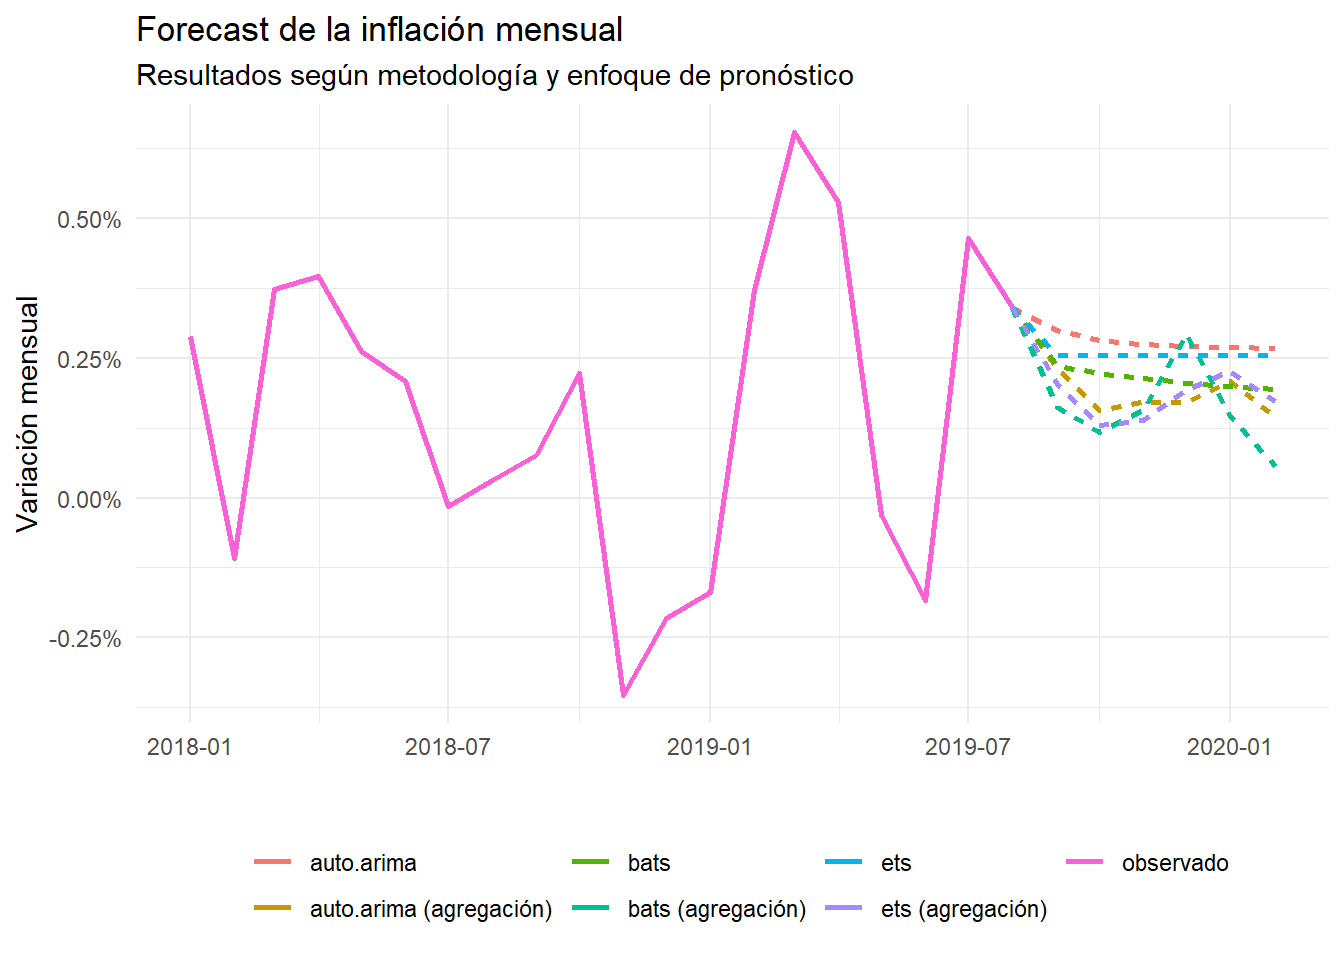 Forecast de la inflación mensual
Resultados según metodología y enfoque de pronóstico
Variación mensual
0.50%
0.25%
0.00%
-0.25%
2018-01 2018-07 2019-01 2019-07 2020-01
auto.arima bats ets observado
auto.arima (agregación) bats (agregación) ets (agregación)